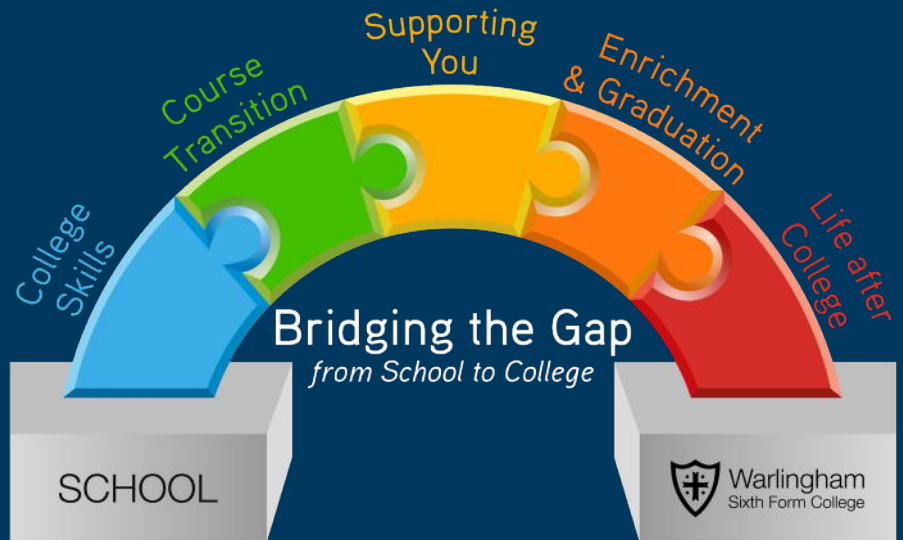 College
Skills
Course
Transition
Supporting
You
Enrichment
& Graduation
Life after
College
Bridging the Gap
from School to College
SCHOOL
Warlingham
Sixth Form College